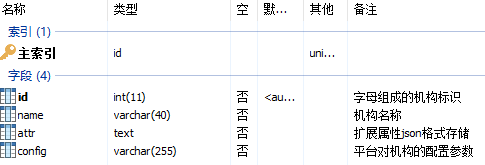 名称 类型 空 默... 其他 备注
索引 (1)
主索引 id uni...
字段 (4)
id int(11) 否 <au... 字母组成的机构标识
name varchar(40) 否 机构名称
attr text 否 扩展属性json格式存储
config varchar(255) 否 平台对机构的配置参数